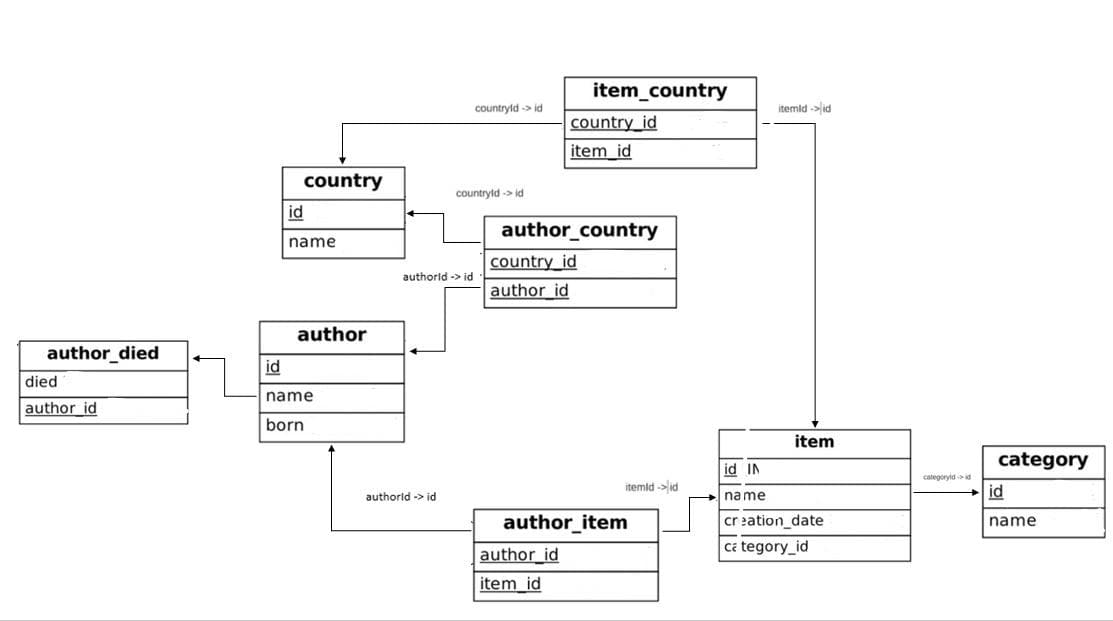 item_country
countryId -> id
itemId -> id
country_id
item_id
country
countryId -> id
id
name
author_country
country_id
authorId -> id
author_id
author
author_died
id
died
name
author_id
born
item
category
id IN
categoryId -> id
id
itemId -> id
authorId -> id
name
name
author_item
creation_date
category_id
author_id
item_id